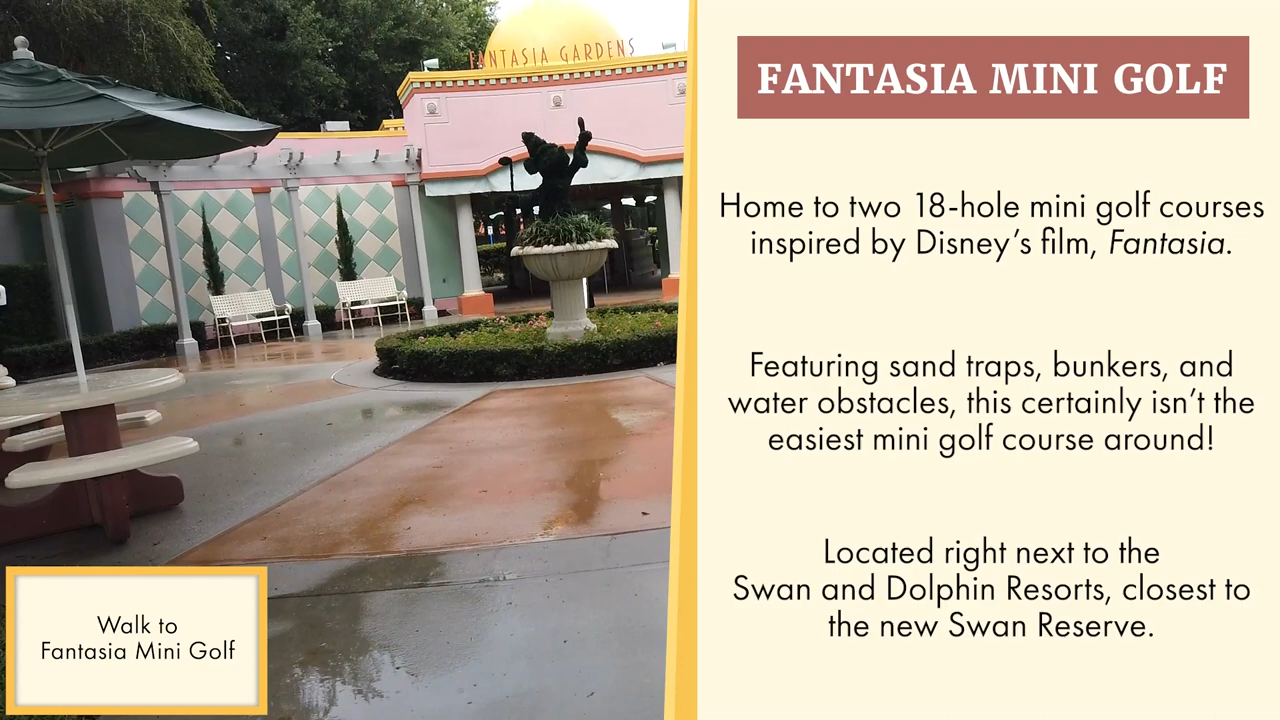 FANTASIA GARDENS
FANTASIA MINI GOLF
Home to two 18-hole mini golf courses
inspired by Disney’s film, Fantasia.
Featuring sand traps, bunkers, and
water obstacles, this certainly isn’t the
easiest mini golf course around!
Located right next to the
Swan and Dolphin Resorts, closest to
the new Swan Reserve.
Walk to
Fantasia Mini Golf